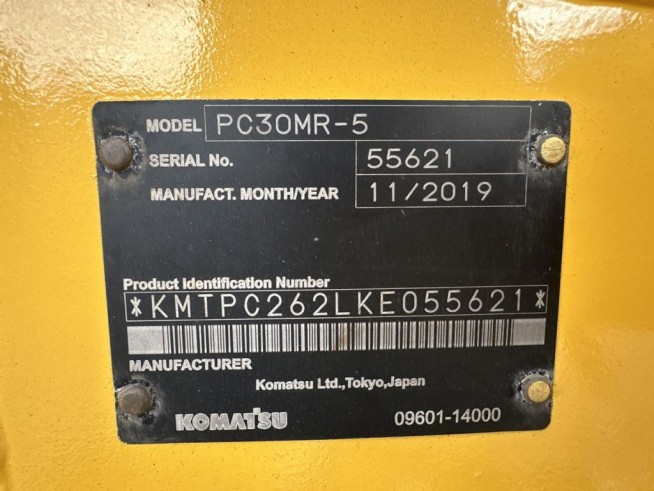 MODEL PC30MR-5
SERIAL No. 55621
MANUFACT. MONTH/YEAR 11/2019
Product Identification Number
*KMTPC262LKE055621*
MANUFACTURER
Komatsu Ltd.,Tokyo,Japan
KOMATSU 09601-14000